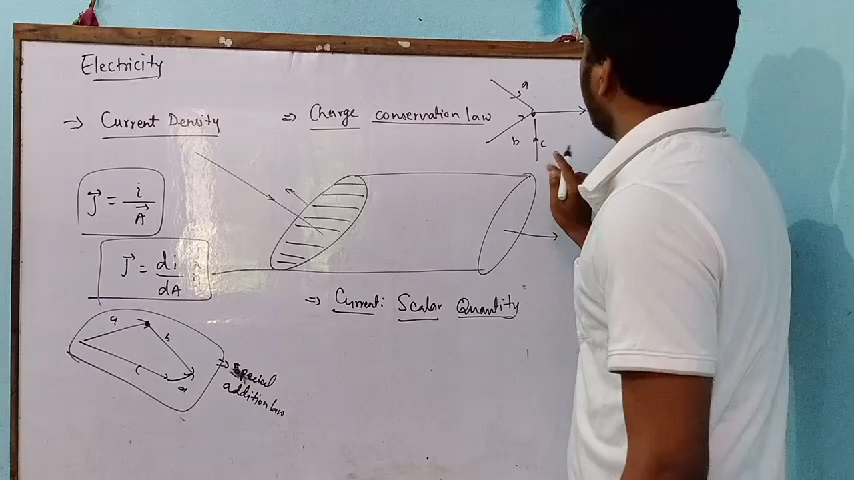 Electricity
→ Current Density
⇒ Charge conservation law
a
b
c
J⃗ = i / A⃗
J⃗ = di / dA n̂
⇒ Current: Scalar Quantity
a
b
c
⇒ Special
addition law